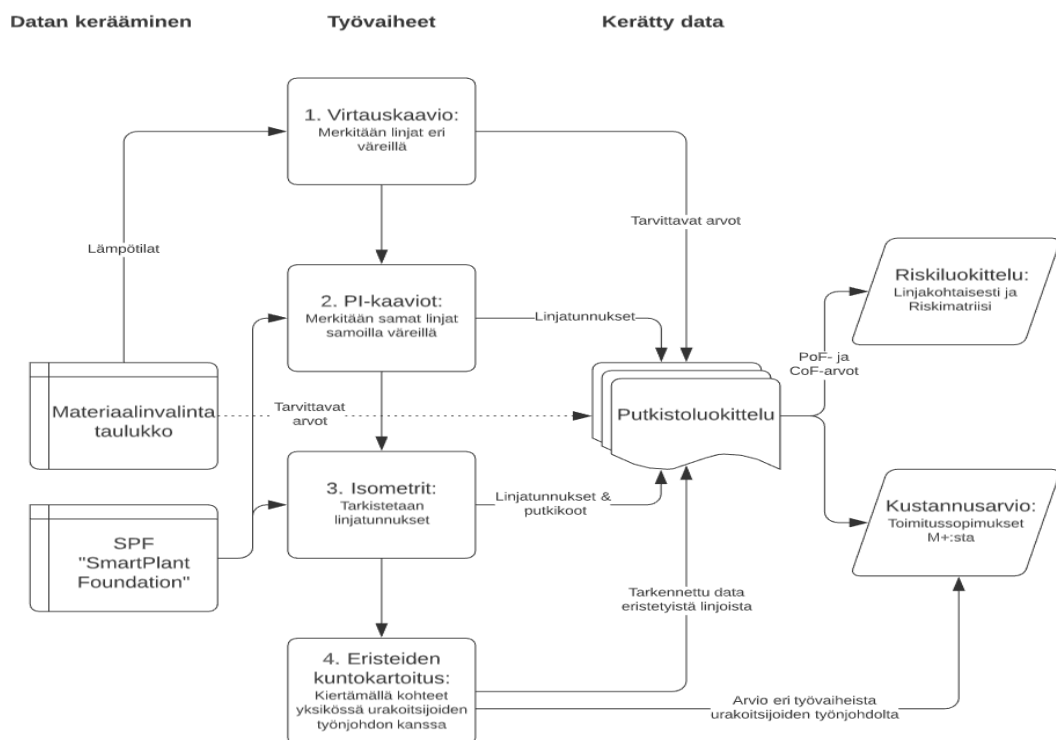 Datan kerääminen
Työvaiheet
Kerätty data
1. Virtauskaavio:
Merkitään linjat eri
väreillä
Lämpötilat
Tarvittavat arvot
2. PI-kaaviot:
Merkitään samat linjat
samoilla väreillä
Linjatunnukset
Riskiluokittelu:
Linjakohtaisesti ja
Riskimatriisi
PoF- ja
CoF-arvot
Materiaalinvalinta
taulukko
Tarvittavat
arvot
Putkistoluokittelu
3. Isometrit:
Tarkistetaan
linjatunnukset
Linjatunnukset &
putkikoot
Kustannusarvio:
Toimitussopimukset
M+:sta
SPF
"SmartPlant
Foundation"
Tarkennettu data
eristetyistä linjoista
4. Eristeiden
kuntokartoitus:
Kiertämällä kohteet
yksikössä urakoitsijoiden
työnjohdon kanssa
Arvio eri työvaiheista
urakoitsijoiden työnjohdolta